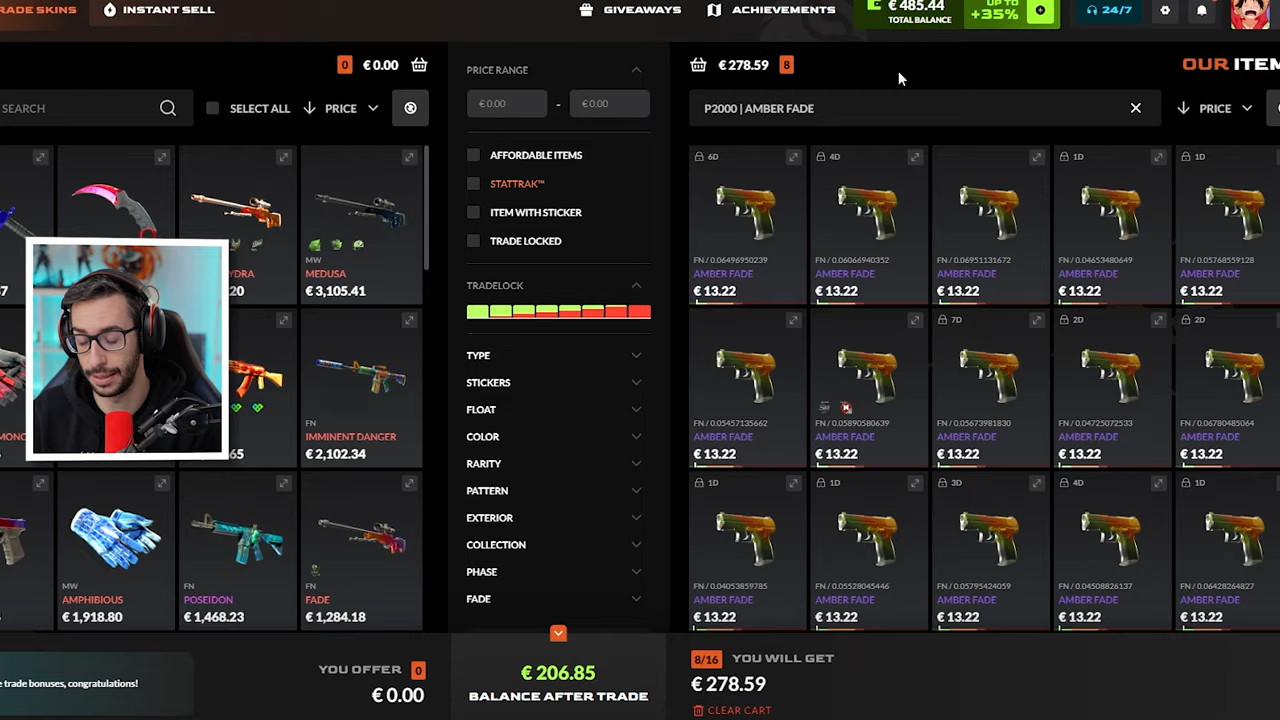 RADE SKINS
INSTANT SELL
GIVEAWAYS
ACHIEVEMENTS
€ 485.44
TOTAL BALANCE
UP TO
+35%
24/7
0 € 0.00
SEARCH
SELECT ALL
PRICE
MW
MEDUSA
€ 3,105.41
YDRA
20
FN
IMMINENT DANGER
€ 2,102.34
MW
AMPHIBIOUS
€ 1,918.80
FN
POSEIDON
€ 1,468.23
FN
FADE
€ 1,284.18
e trade bonuses, congratulations!
YOU OFFER 0
€ 0.00
PRICE RANGE
€ 0.00 - € 0.00
AFFORDABLE ITEMS
STATTRAK™
ITEM WITH STICKER
TRADE LOCKED
TRADELOCK
TYPE
STICKERS
FLOAT
COLOR
RARITY
PATTERN
EXTERIOR
COLLECTION
PHASE
FADE
€ 206.85
BALANCE AFTER TRADE
€ 278.59 8
OUR ITEM
P2000 | AMBER FADE
PRICE
6D
FN / 0.06496950239
AMBER FADE
€ 13.22
4D
FN / 0.06066940352
AMBER FADE
€ 13.22
FN / 0.06951131672
AMBER FADE
€ 13.22
1D
FN / 0.04653480649
AMBER FADE
€ 13.22
1D
FN / 0.05768559128
AMBER FADE
€ 13.22
FN / 0.05457135662
AMBER FADE
€ 13.22
FN / 0.05890580639
AMBER FADE
€ 13.22
7D
FN / 0.05673981830
AMBER FADE
€ 13.22
2D
FN / 0.04725072533
AMBER FADE
€ 13.22
2D
FN / 0.06780485064
AMBER FADE
€ 13.22
1D
FN / 0.04053859785
AMBER FADE
€ 13.22
1D
FN / 0.05528045446
AMBER FADE
€ 13.22
3D
FN / 0.05795424059
AMBER FADE
€ 13.22
4D
FN / 0.04508826137
AMBER FADE
€ 13.22
1D
FN / 0.06428264827
AMBER FADE
€ 13.22
8/16 YOU WILL GET
€ 278.59
CLEAR CART